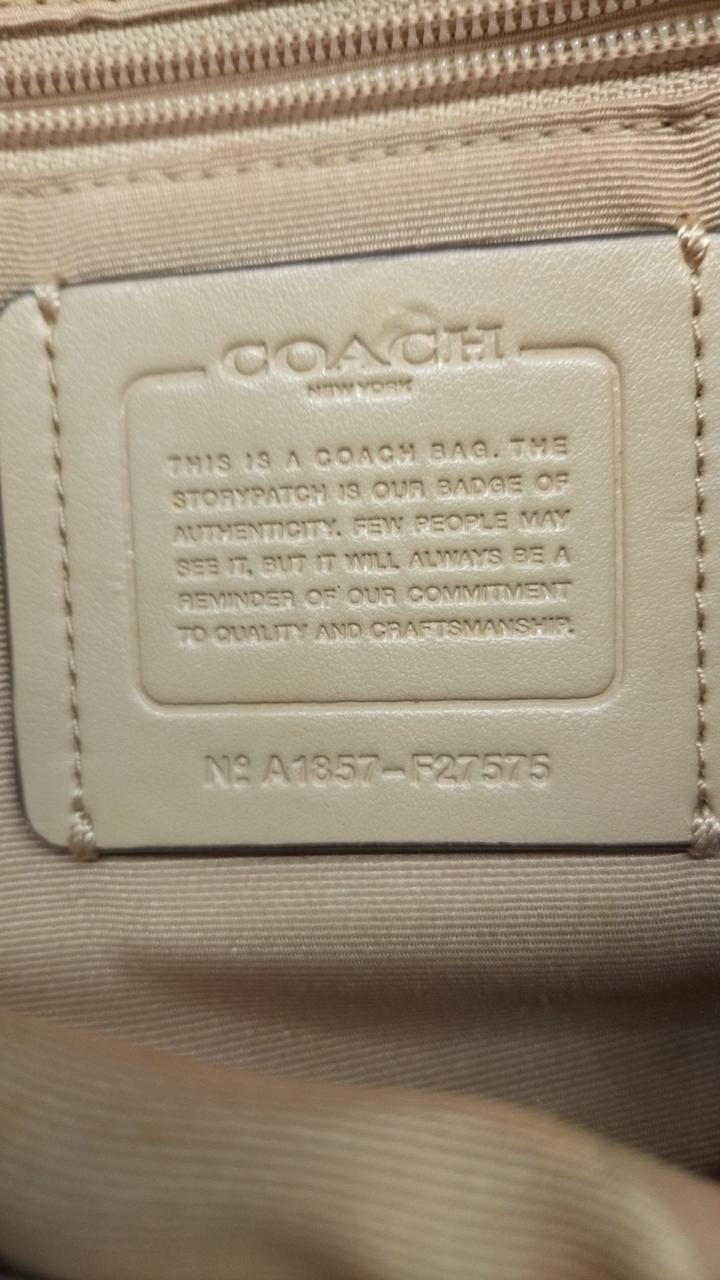 COACH
NEW YORK
THIS IS A COACH BAG. THE
STORYPATCH IS OUR BADGE OF
AUTHENTICITY. FEW PEOPLE MAY
SEE IT, BUT IT WILL ALWAYS BE A
REMINDER OF OUR COMMITMENT
TO QUALITY AND CRAFTSMANSHIP.
Nº A1857-F27575